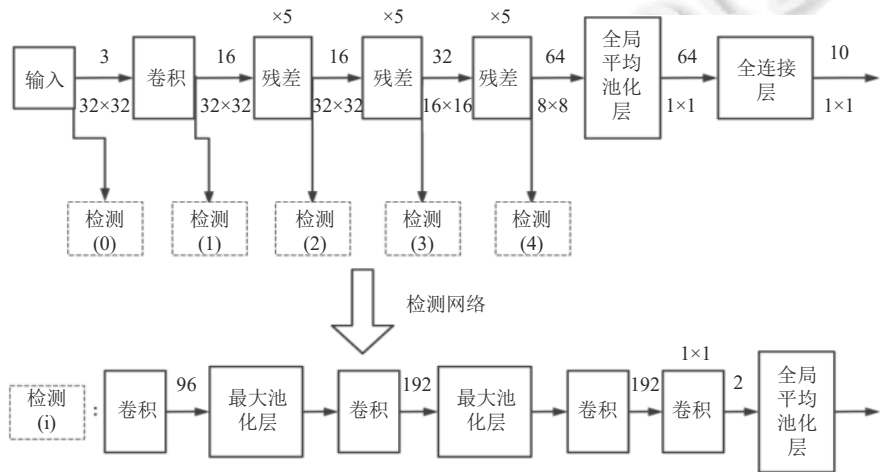 ×5
×5
×5
输入
3
32×32
卷积
16
32×32
残差
16
32×32
残差
32
16×16
残差
64
8×8
全局
平均
池化
层
64
1×1
全连接
层
10
1×1
检测
(0)
检测
(1)
检测
(2)
检测
(3)
检测
(4)
检测网络
检测
(i)
:
卷积
96
最大池
化层
卷积
192
最大池
化层
卷积
192
1×1
卷积
2
全局
平均
池化
层